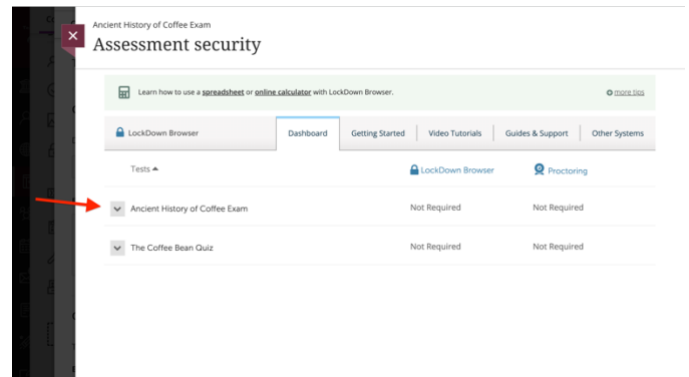 Ancient History of Coffee Exam
Assessment security
Learn how to use a spreadsheet or online calculator with LockDown Browser.
more tips
LockDown Browser
Dashboard
Getting Started
Video Tutorials
Guides & Support
Other Systems
Tests
LockDown Browser
Proctoring
Ancient History of Coffee Exam
Not Required
Not Required
The Coffee Bean Quiz
Not Required
Not Required